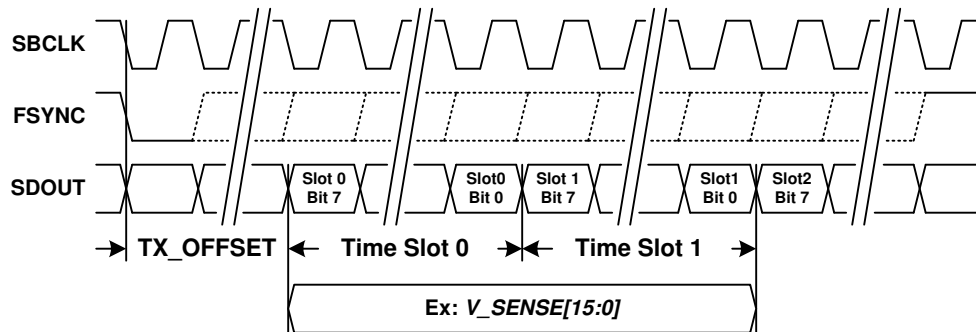 SBCLK
FSYNC
SDOUT
Slot 0
Bit 7
Slot0
Bit 0
Slot 1
Bit 7
Slot1
Bit 0
Slot2
Bit 7
TX_OFFSET
Time Slot 0
Time Slot 1
Ex: V_SENSE[15:0]